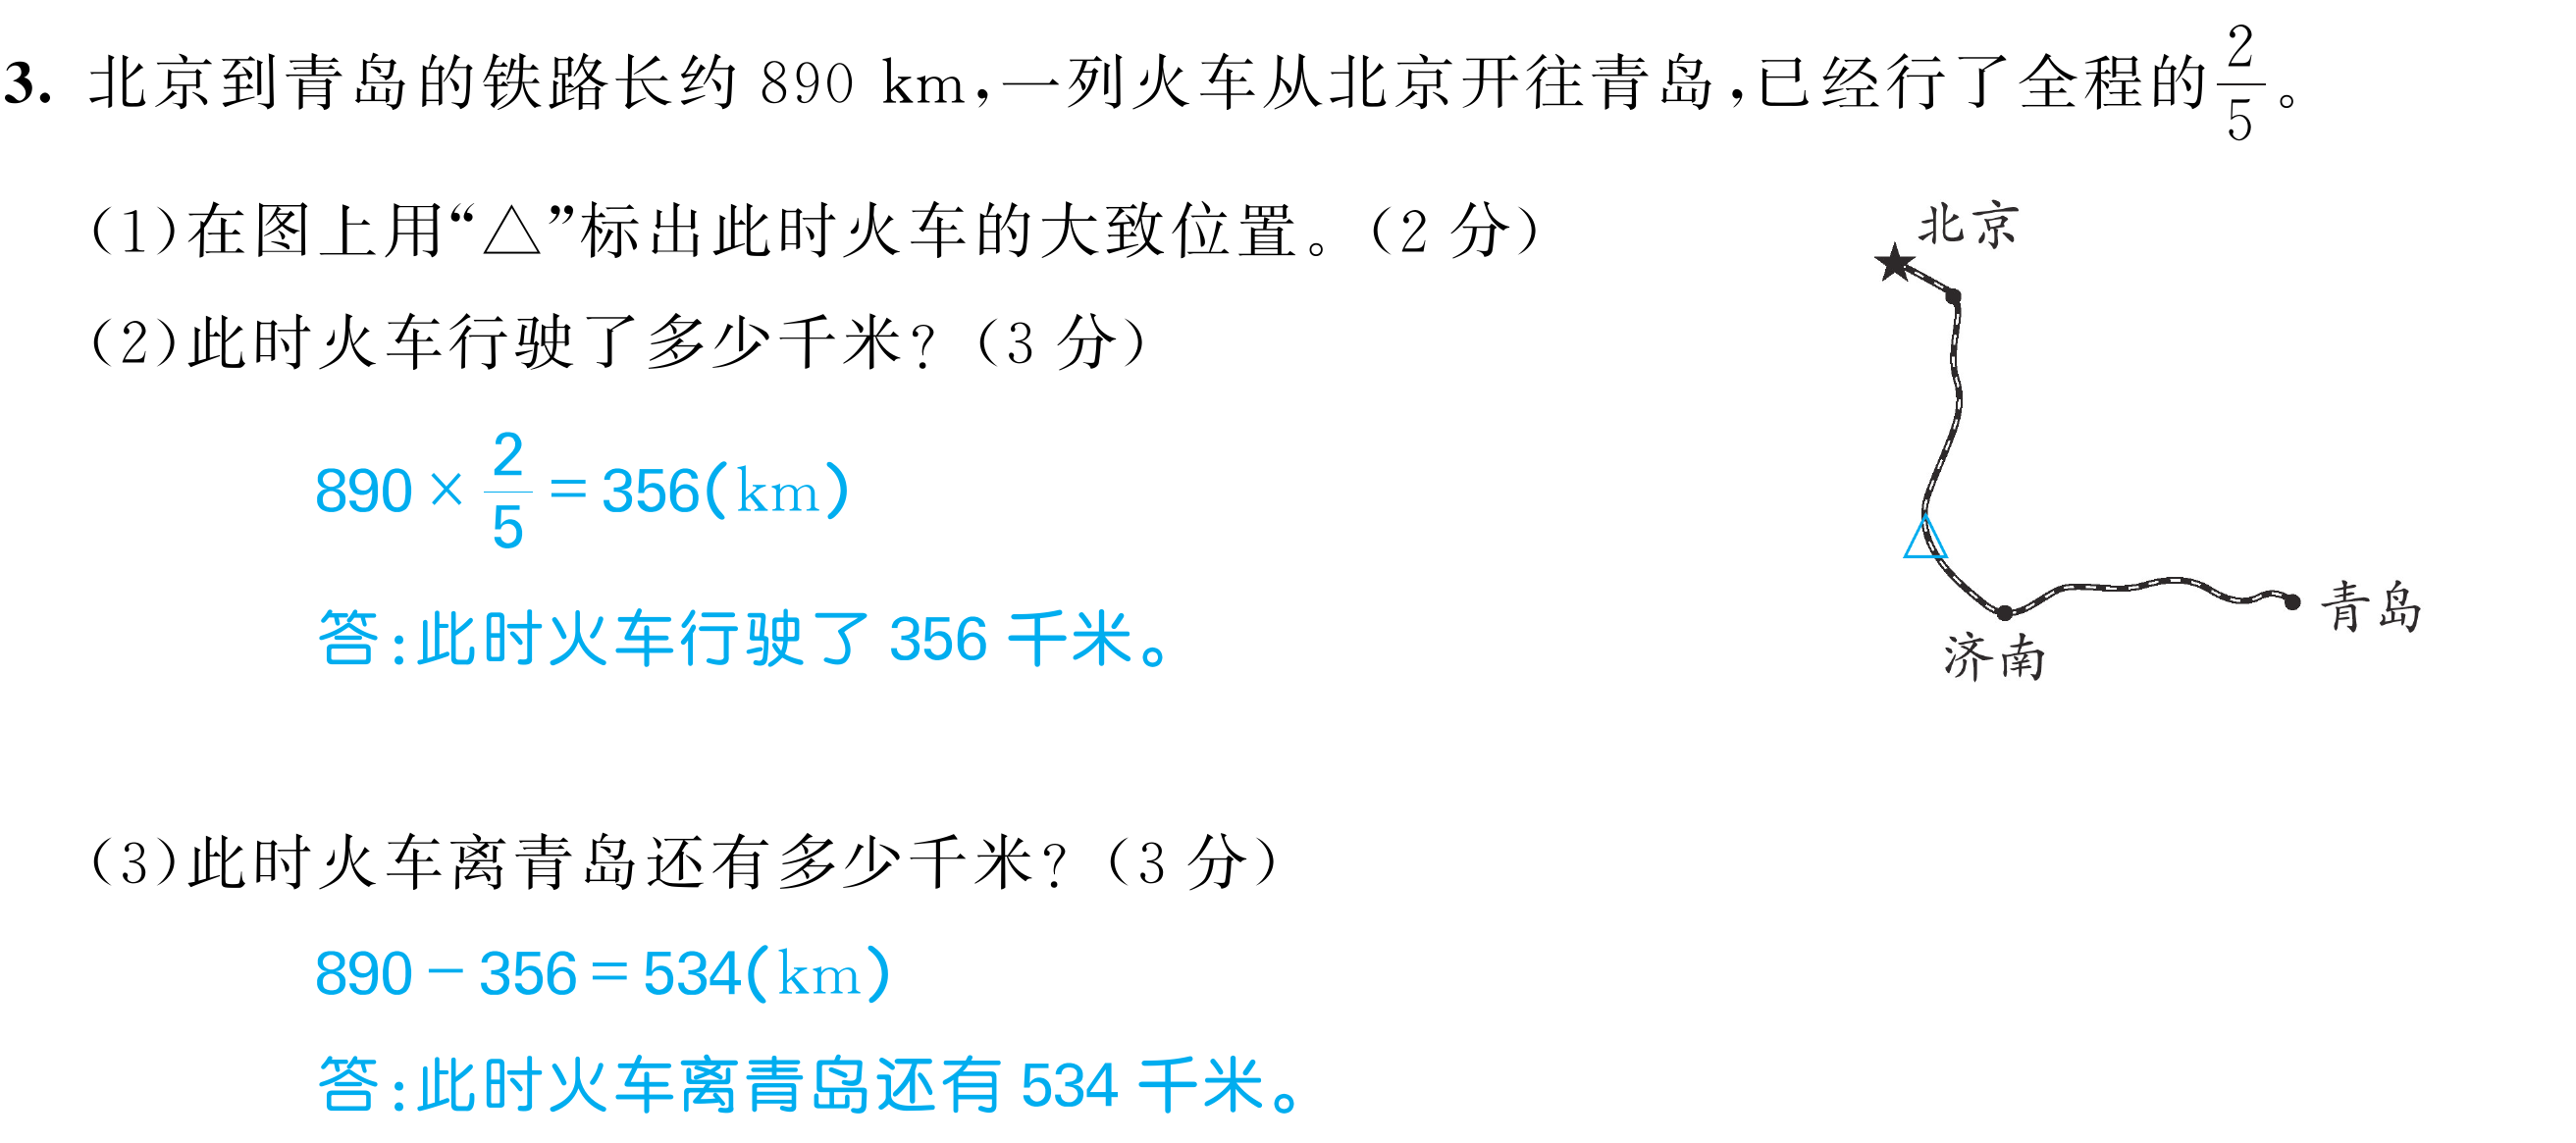 3. 北京到青岛的铁路长约 890 km,一列火车从北京开往青岛,已经行了全程的2/5。
(1)在图上用“△”标出此时火车的大致位置。(2 分)
(2)此时火车行驶了多少千米?(3 分)
890 × 2/5 = 356(km)
答:此时火车行驶了 356 千米。
(3)此时火车离青岛还有多少千米?(3 分)
890 − 356 = 534(km)
答:此时火车离青岛还有 534 千米。
北京
青岛
济南